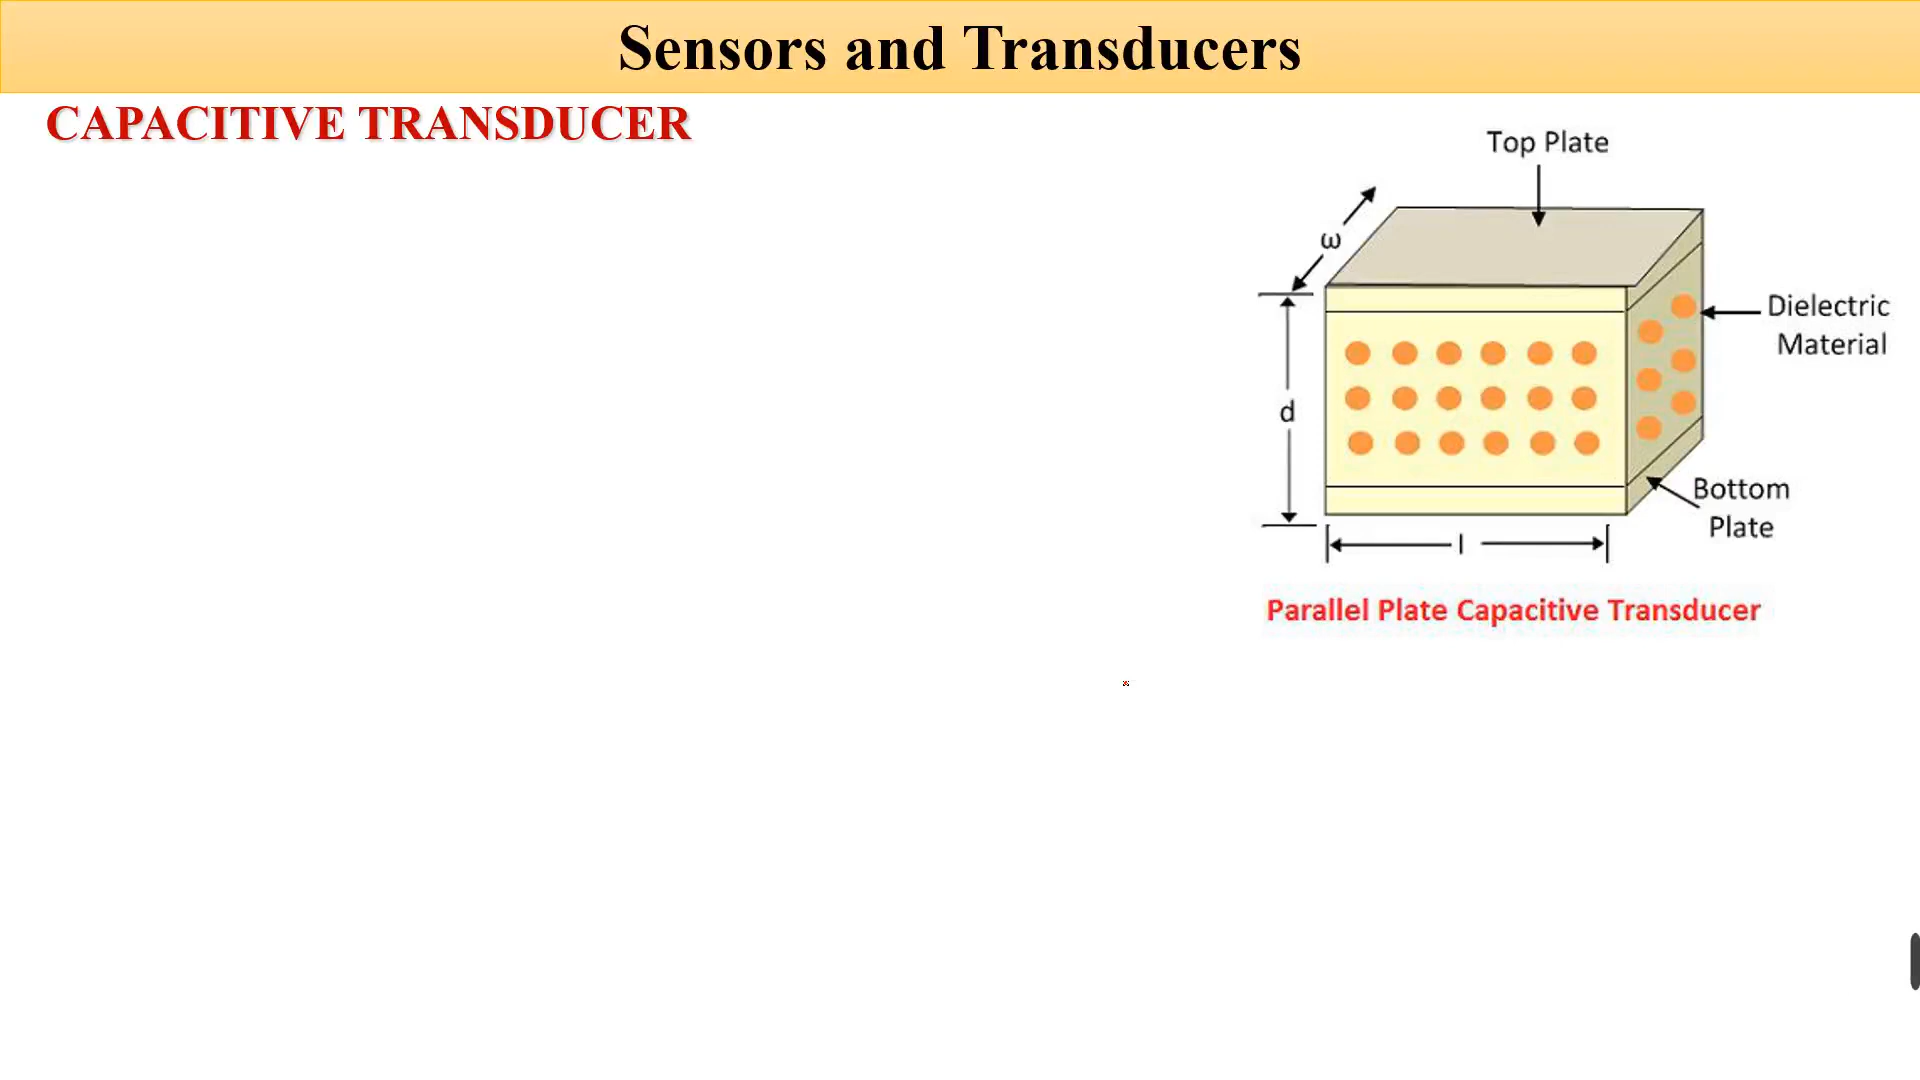 Sensors and Transducers
CAPACITIVE TRANSDUCER
Top Plate
ω
Dielectric
Material
d
Bottom
Plate
l
Parallel Plate Capacitive Transducer